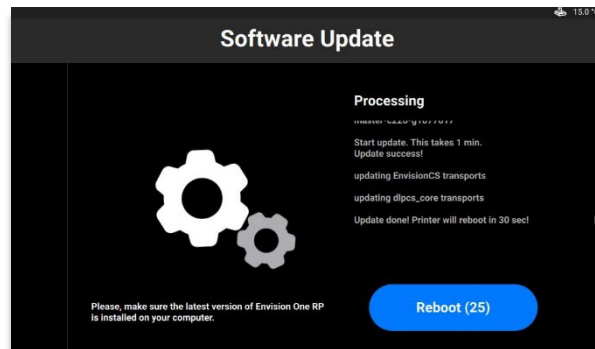 15.0
Software Update
Processing
Start update. This takes 1 min.
Update success!
updating EnvisionCS transports
updating dlpcs_core transports
Update done! Printer will reboot in 30 sec!
Please, make sure the latest version of Envision One RP
is installed on your computer.
Reboot (25)